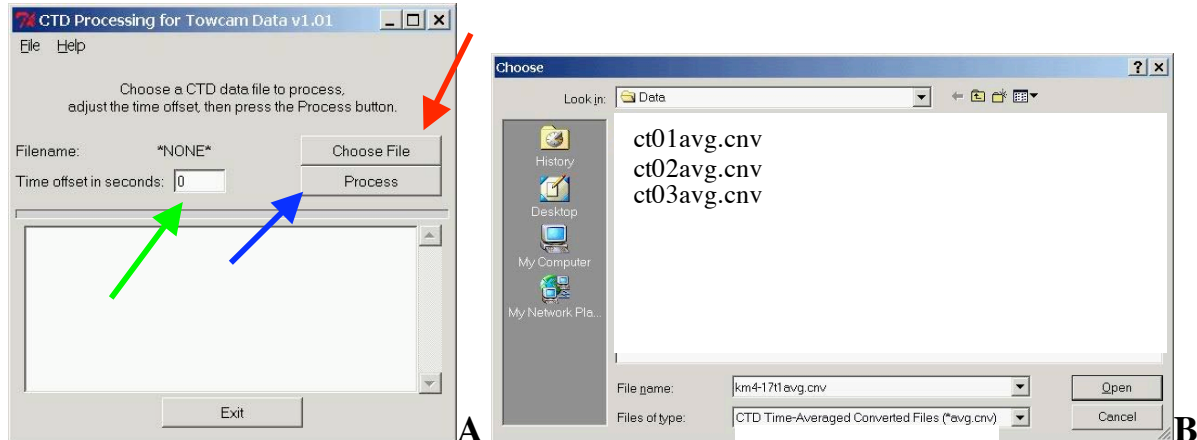 CTD Processing for Towcam Data v1.01
File Help
Choose a CTD data file to process,
adjust the time offset, then press the Process button.
Filename: *NONE* Choose File
Time offset in seconds: 0 Process
Exit
A
Choose
Look in: Data
ct01avg.cnv
ct02avg.cnv
ct03avg.cnv
History
Desktop
My Computer
My Network Pla...
File name: km4-17t1avg.cnv Open
Files of type: CTD Time-Averaged Converted Files (*avg.cnv) Cancel
B